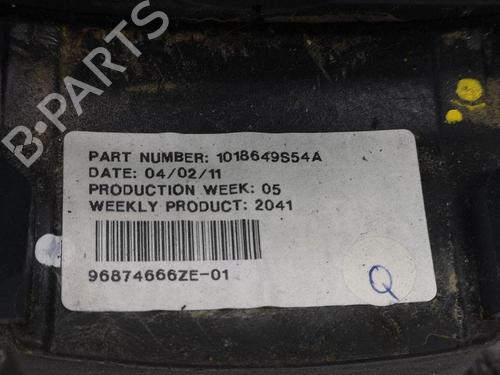 B-PARTS
PART NUMBER: 1018649S54A
DATE: 04/02/11
PRODUCTION WEEK: 05
WEEKLY PRODUCT: 2041
96874666ZE-01
Q